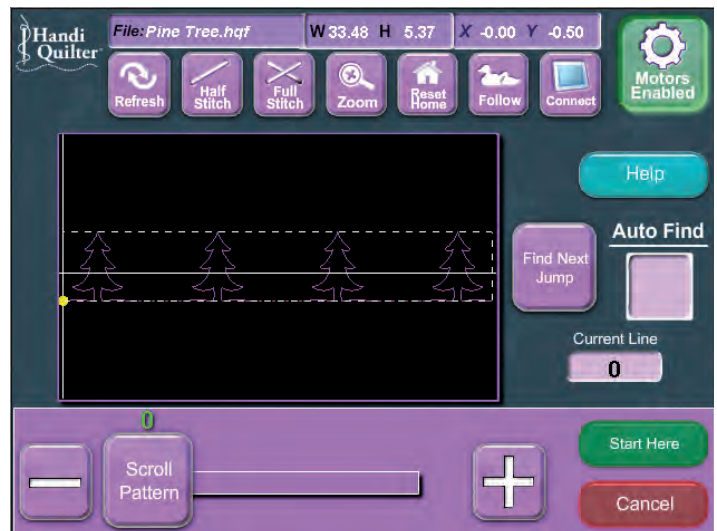 Handi
Quilter
File: Pine Tree.hqf
W 33.48 H 5.37
X -0.00 Y -0.50
Motors
Enabled
Refresh
Half
Stitch
Full
Stitch
Zoom
Reset
Home
Follow
Connect
Help
Auto Find
Find Next
Jump
Current Line
0
0
Scroll
Pattern
Start Here
Cancel